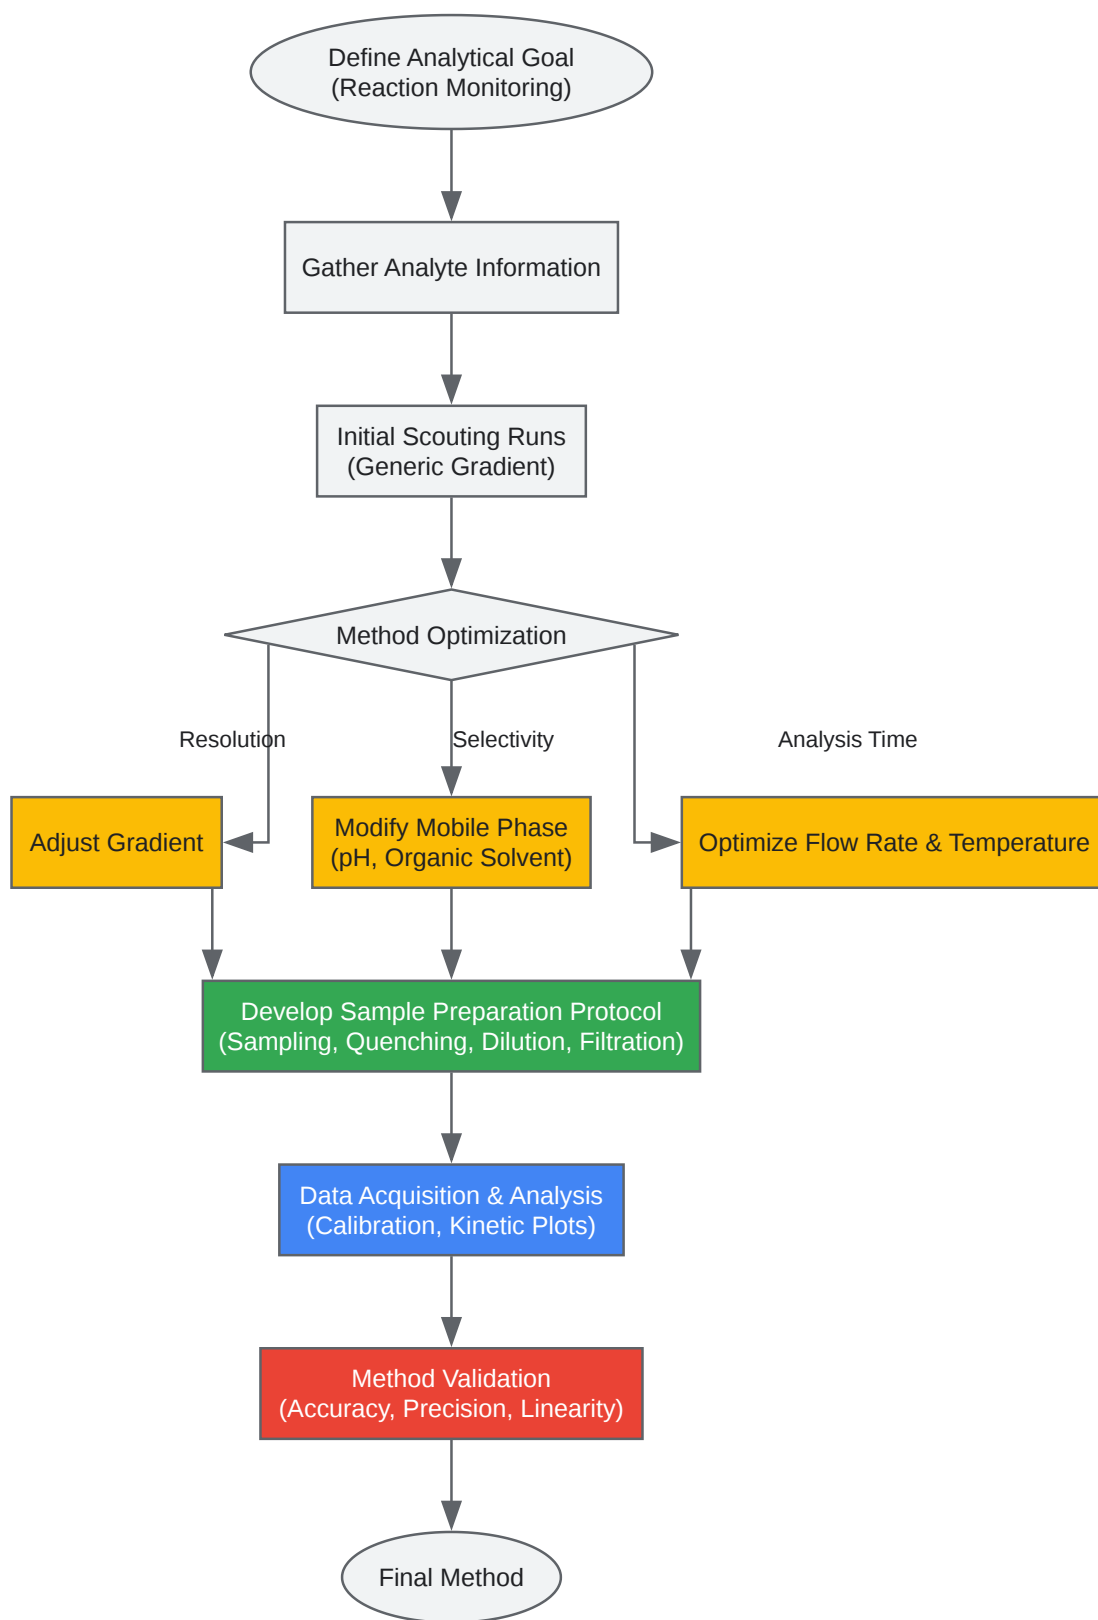 Define Analytical Goal
(Reaction Monitoring)
Gather Analyte Information
Initial Scouting Runs
(Generic Gradient)
Method Optimization
Resolution
Selectivity
Analysis Time
Adjust Gradient
Modify Mobile Phase
(pH, Organic Solvent)
Optimize Flow Rate & Temperature
Develop Sample Preparation Protocol
(Sampling, Quenching, Dilution, Filtration)
Data Acquisition & Analysis
(Calibration, Kinetic Plots)
Method Validation
(Accuracy, Precision, Linearity)
Final Method